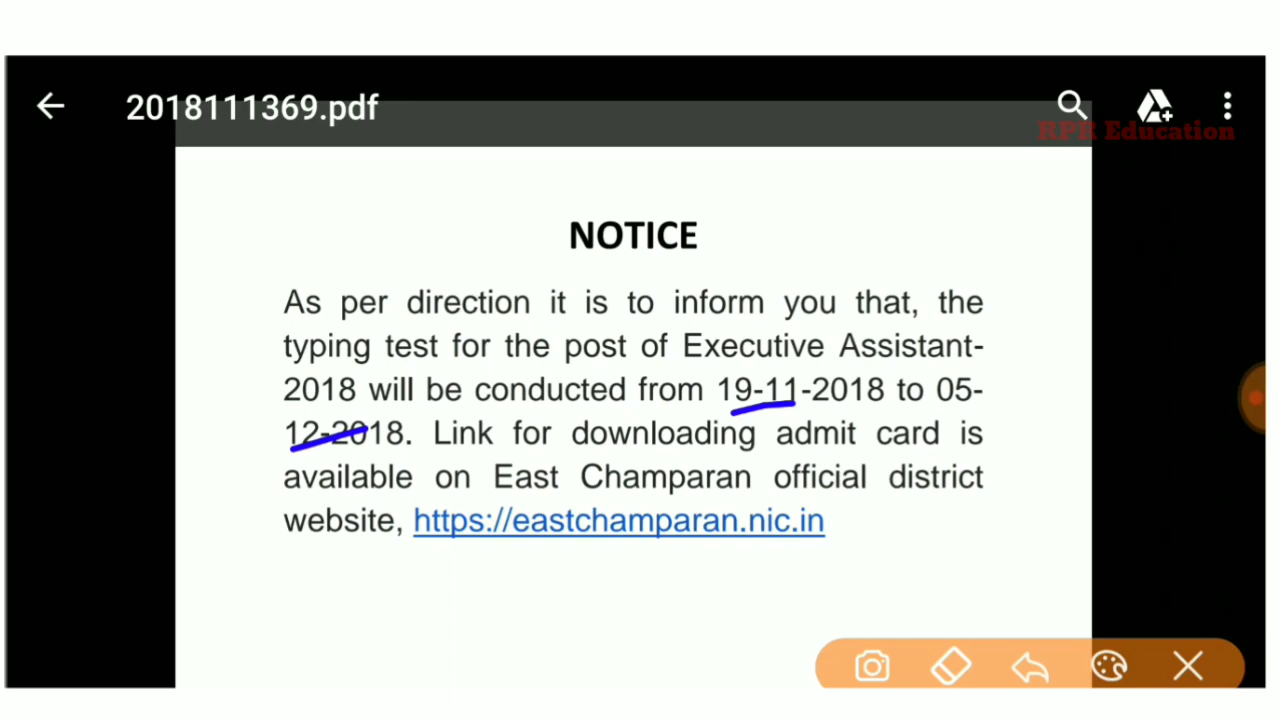 2018111369.pdf
RPR Education
NOTICE
As per direction it is to inform you that, the
typing test for the post of Executive Assistant-
2018 will be conducted from 19-11-2018 to 05-
12-2018. Link for downloading admit card is
available on East Champaran official district
website, https://eastchamparan.nic.in